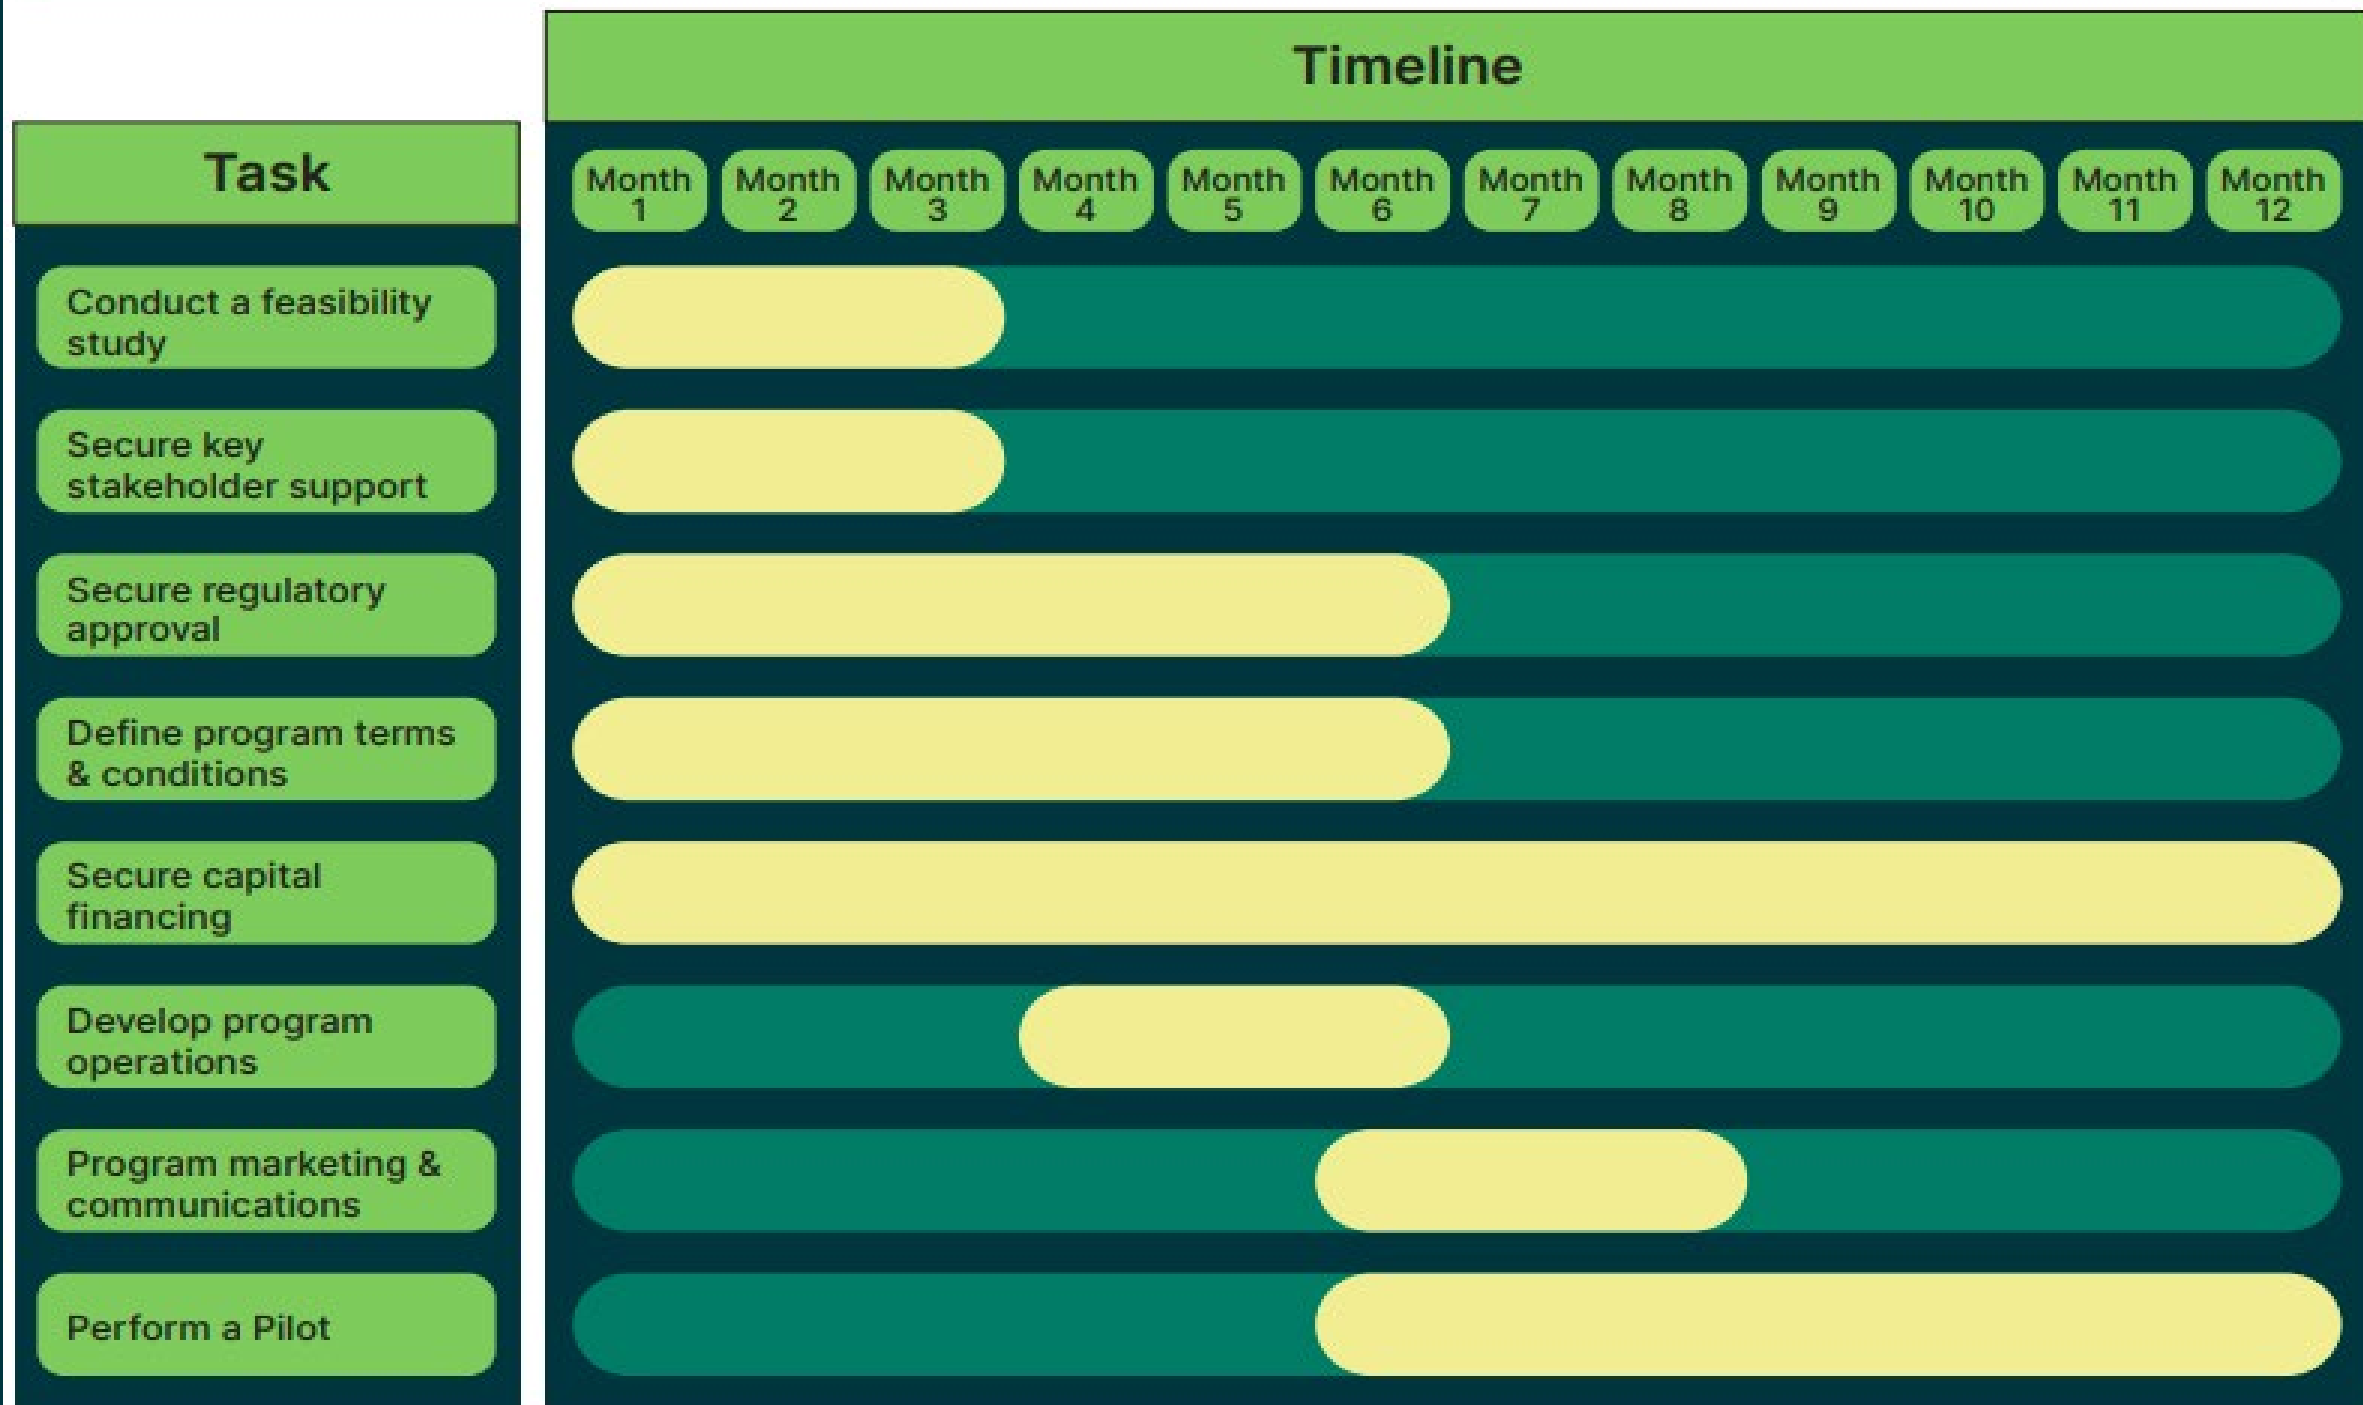 Timeline
Task
Month
1
Month
2
Month
3
Month
4
Month
5
Month
6
Month
7
Month
8
Month
9
Month
10
Month
11
Month
12
Conduct a feasibility
study
Secure key
stakeholder support
Secure regulatory
approval
Define program terms
& conditions
Secure capital
financing
Develop program
operations
Program marketing &
communications
Perform a Pilot